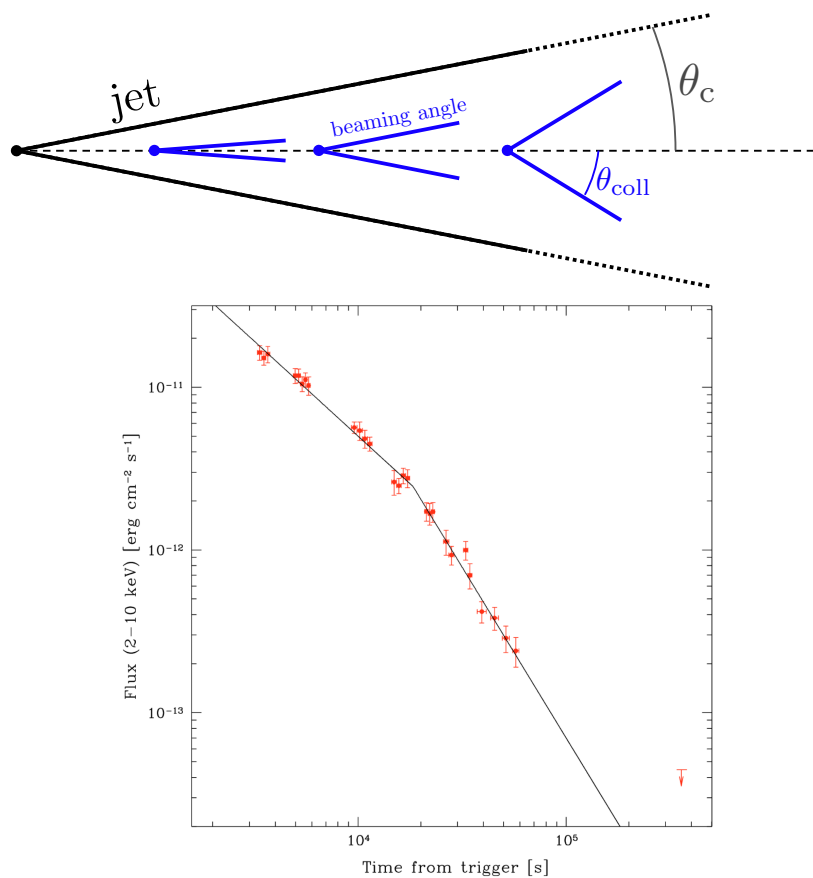 jet
beaming angle
θc
θcoll
10⁻¹¹
10⁻¹²
10⁻¹³
Flux (2−10 keV) [erg cm⁻² s⁻¹]
10⁴
10⁵
Time from trigger [s]